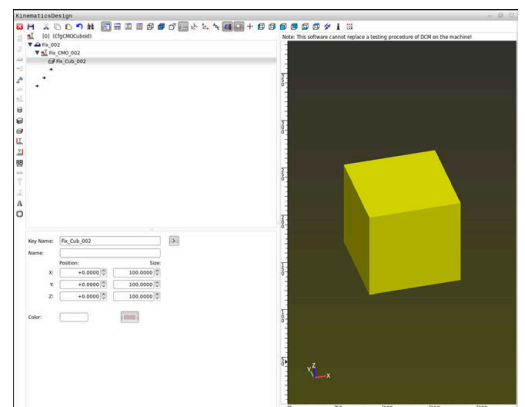 KinematicsDesign
[0] (CfgCMOCuboid)
Note: This software cannot replace a testing procedure of DCM on the machine!
Fix_002
Fix_CMO_002
Fix_Cub_002
Key Name: Fix_Cub_002 >
Name:
Position: Size:
X: +0.0000 100.0000
Y: +0.0000 100.0000
Z: +0.0000 100.0000
Color:
Z
Y
X